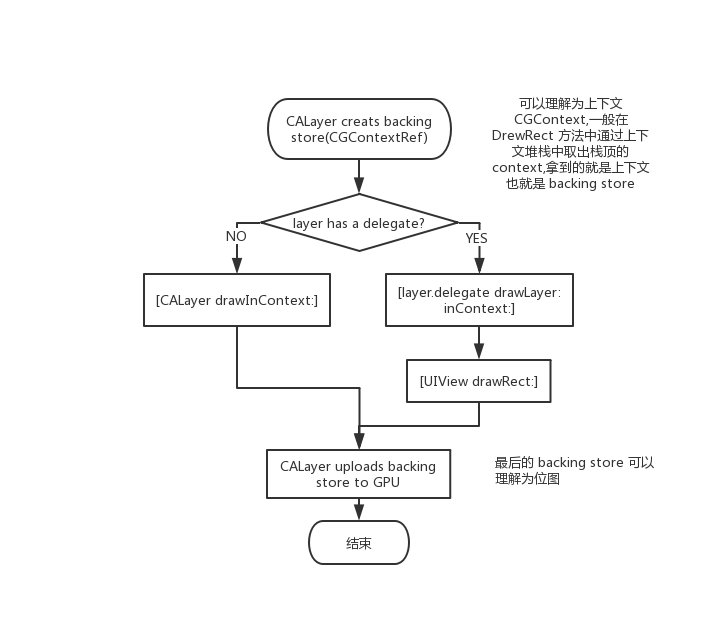 可以理解为上下文
CGContext,一般在
DrewRect 方法中通过上下
文堆栈中取出栈顶的
context,拿到的就是上下文
也就是 backing store
CALayer creats backing
store(CGContextRef)
layer has a delegate?
NO
YES
[CALayer drawInContext:]
[layer.delegate drawLayer:
inContext:]
[UIView drawRect:]
CALayer uploads backing
store to GPU
最后的 backing store 可以
理解为位图
结束